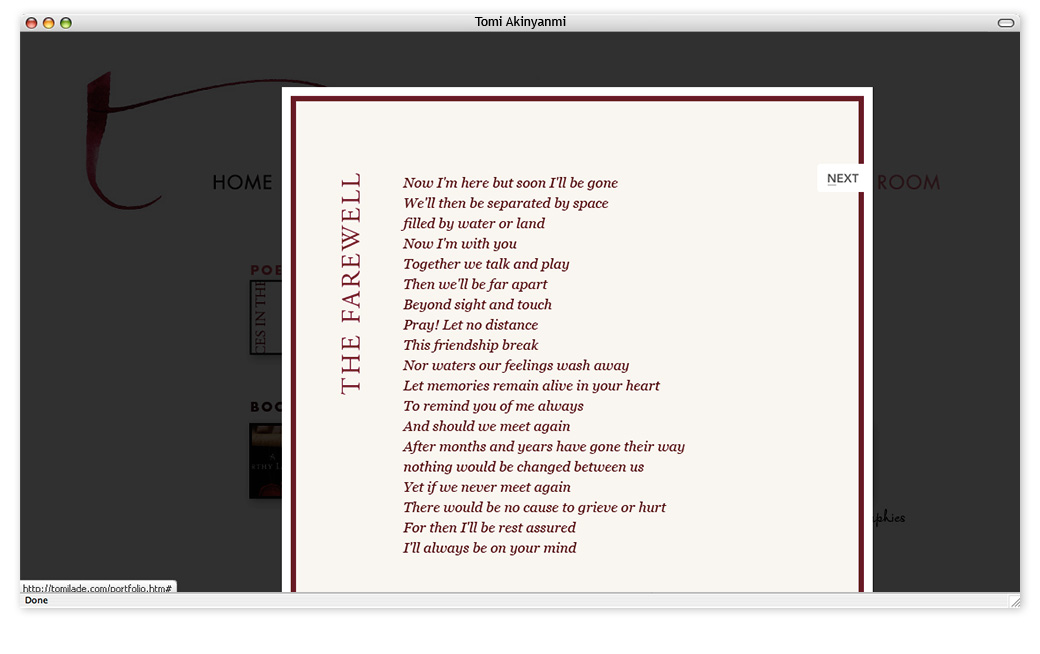 Tomi Akinyanmi
HOME
ROOM
NEXT
THE FAREWELL
Now I'm here but soon I'll be gone
We'll then be separated by space
filled by water or land
Now I'm with you
Together we talk and play
Then we'll be far apart
Beyond sight and touch
Pray! Let no distance
This friendship break
Nor waters our feelings wash away
Let memories remain alive in your heart
To remind you of me always
And should we meet again
After months and years have gone their way
nothing would be changed between us
Yet if we never meet again
There would be no cause to grieve or hurt
For then I'll be rest assured
I'll always be on your mind
POE
CES IN THE
BOO
A
phies
http://tomilade.com/portfolio.htm#
Done